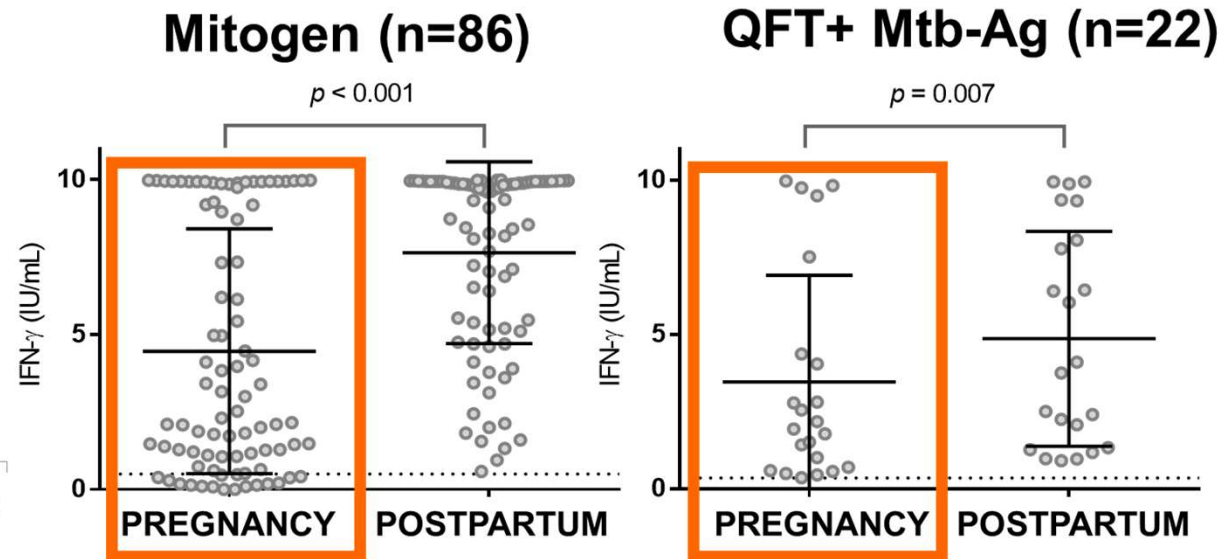 Mitogen (n=86)
p < 0.001
IFN-γ (IU/mL)
10
5
0
PREGNANCY POSTPARTUM
QFT+ Mtb-Ag (n=22)
p = 0.007
IFN-γ (IU/mL)
10
5
0
PREGNANCY POSTPARTUM